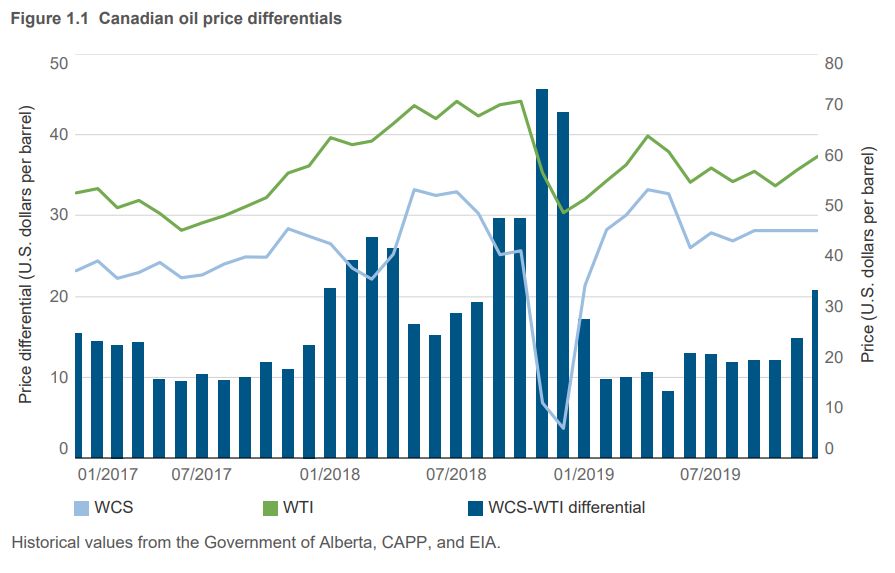 Figure 1.1 Canadian oil price differentials
Price differential (U.S. dollars per barrel)
50
40
30
20
10
0
80
70
60
50
40
30
20
10
0
Price (U.S. dollars per barrel)
01/2017 07/2017 01/2018 07/2018 01/2019 07/2019
WCS WTI WCS-WTI differential
Historical values from the Government of Alberta, CAPP, and EIA.